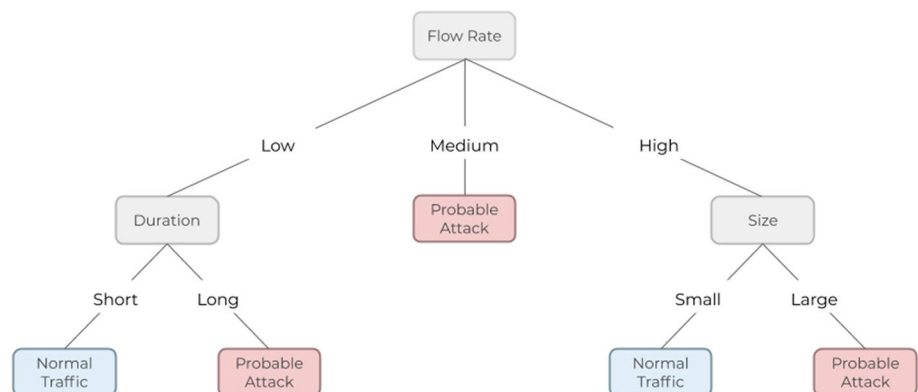 Flow Rate
Low
Medium
High
Duration
Probable
Attack
Size
Short
Long
Small
Large
Normal
Traffic
Probable
Attack
Normal
Traffic
Probable
Attack